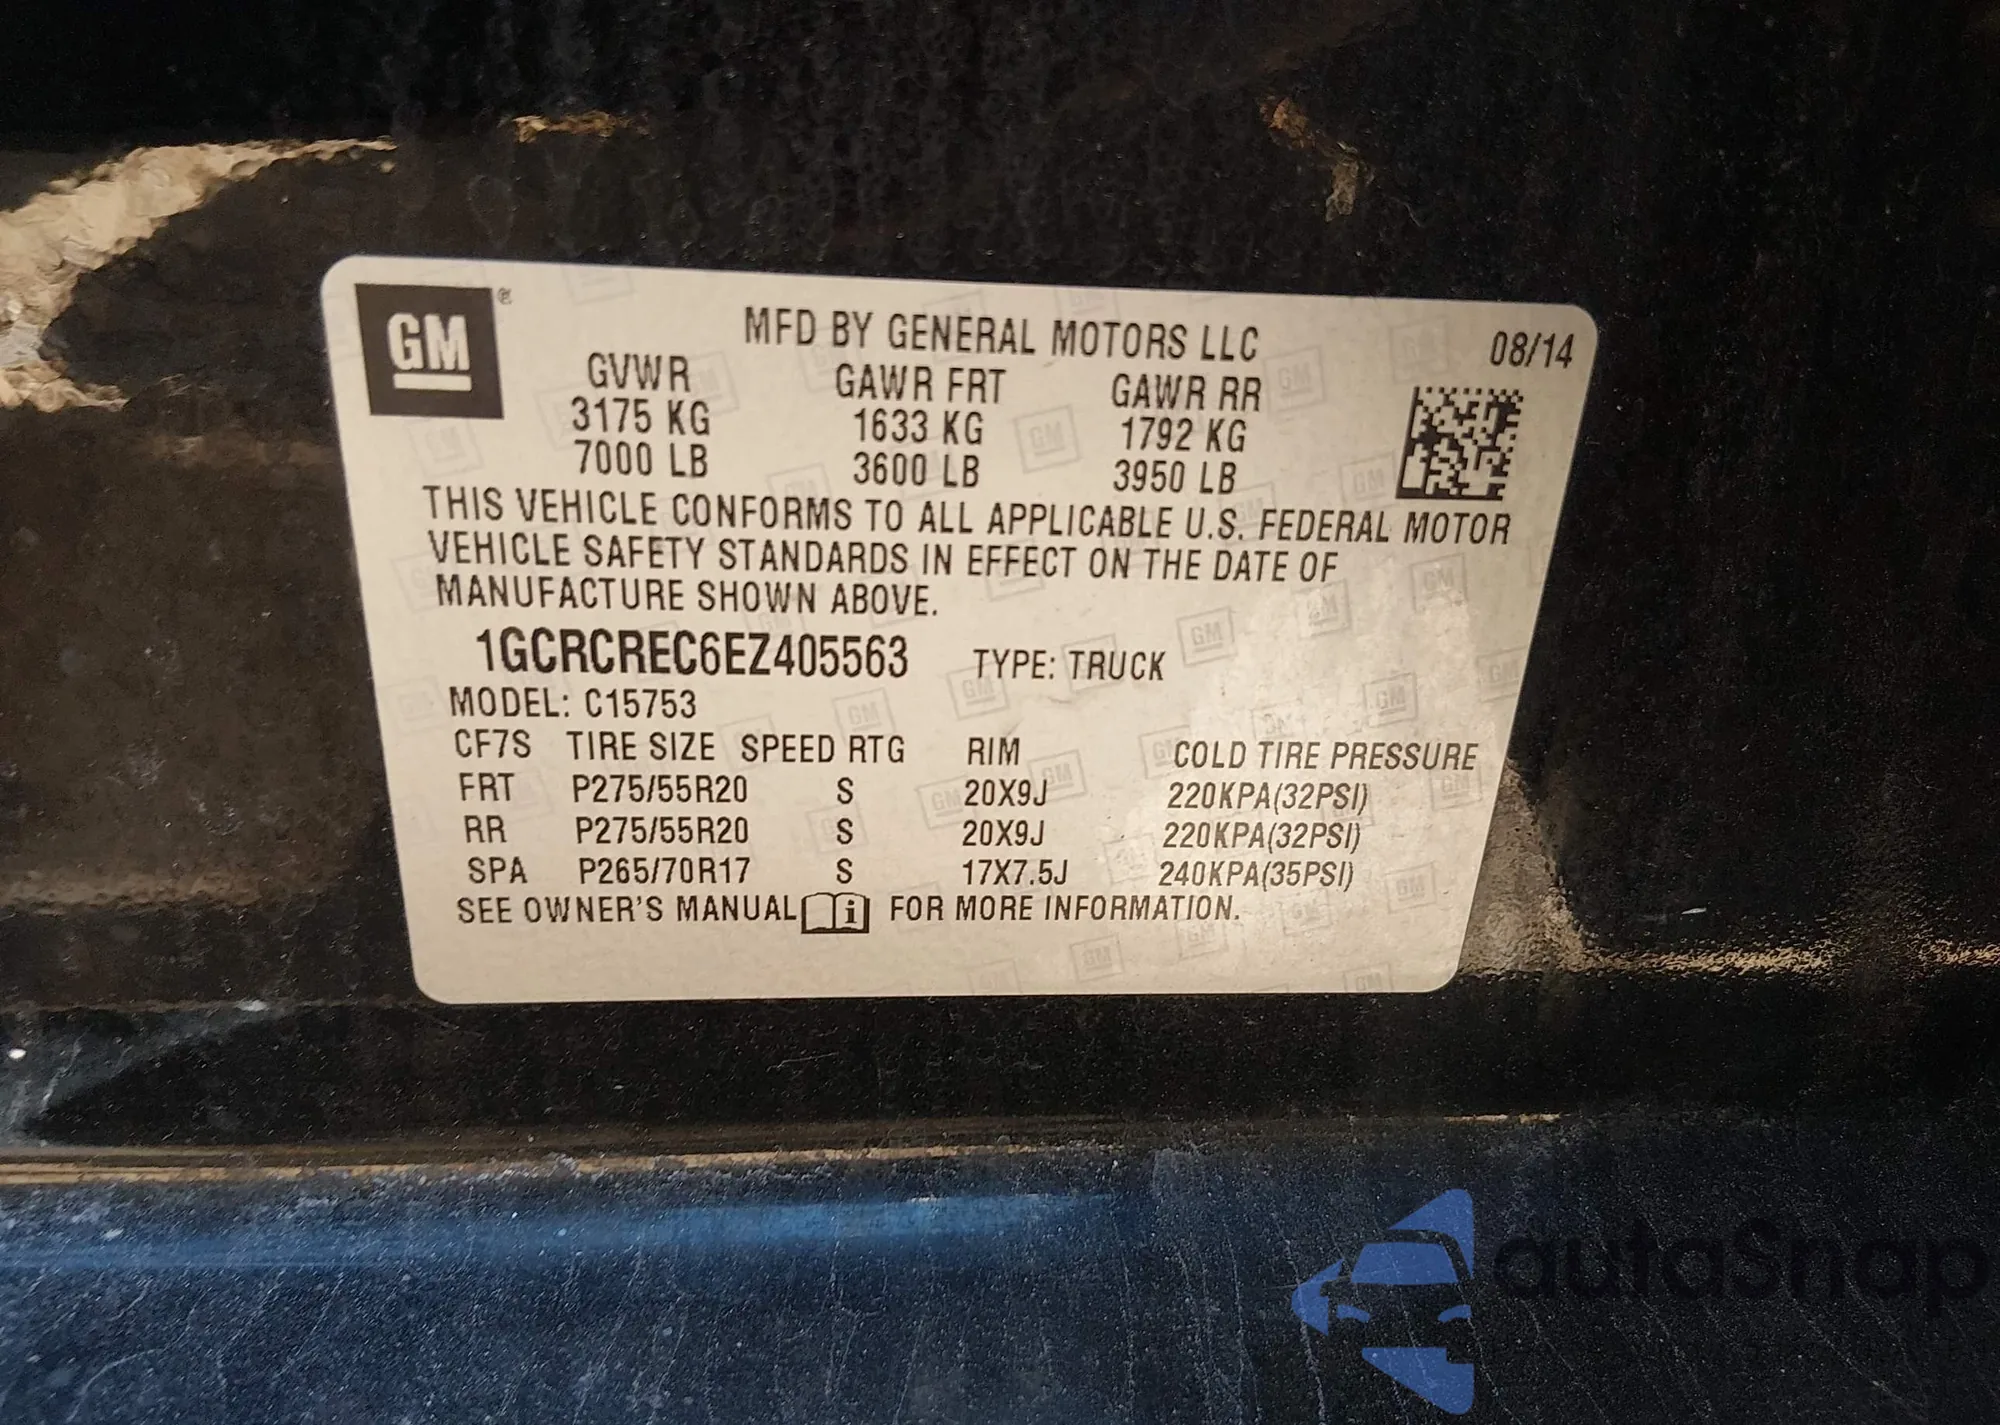 GM ®
MFD BY GENERAL MOTORS LLC 08/14
GVWR GAWR FRT GAWR RR
3175 KG 1633 KG 1792 KG
7000 LB 3600 LB 3950 LB
THIS VEHICLE CONFORMS TO ALL APPLICABLE U.S. FEDERAL MOTOR
VEHICLE SAFETY STANDARDS IN EFFECT ON THE DATE OF
MANUFACTURE SHOWN ABOVE.
1GCRCREC6EZ405563 TYPE: TRUCK
MODEL: C15753
CF7S TIRE SIZE SPEED RTG RIM COLD TIRE PRESSURE
FRT P275/55R20 S 20X9J 220KPA(32PSI)
RR P275/55R20 S 20X9J 220KPA(32PSI)
SPA P265/70R17 S 17X7.5J 240KPA(35PSI)
SEE OWNER'S MANUAL FOR MORE INFORMATION.
autosnap